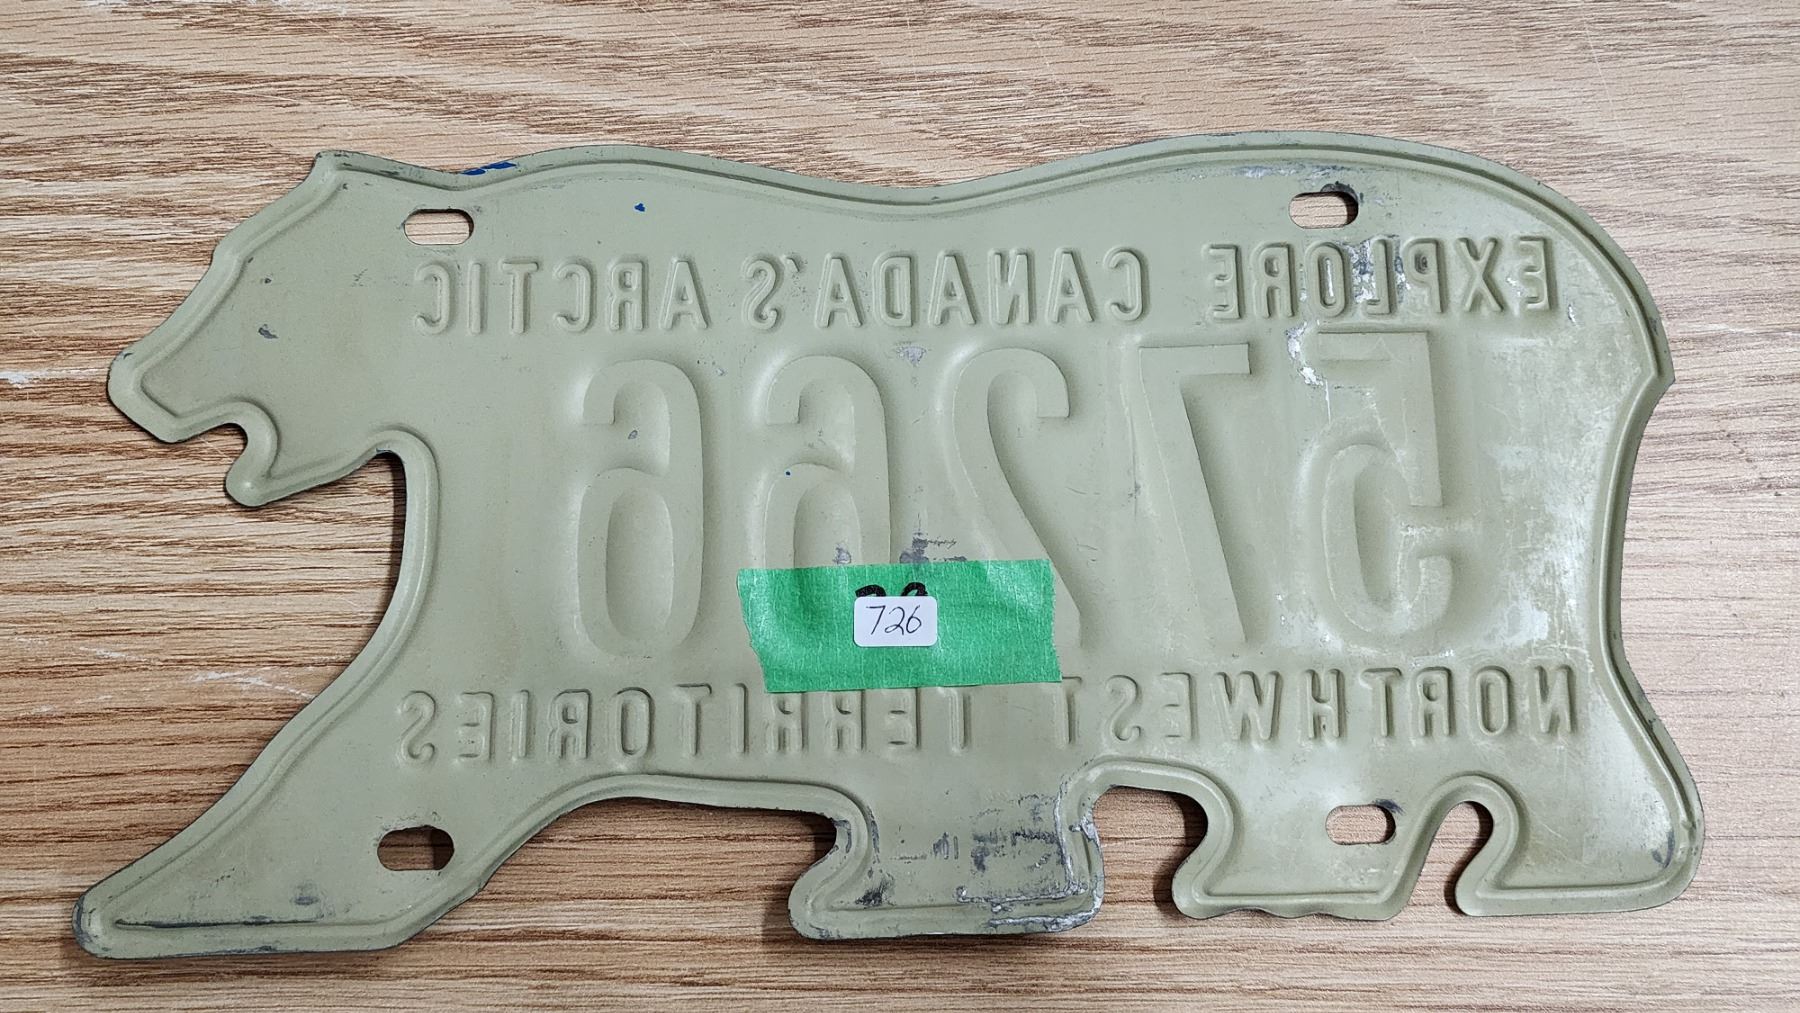 EXPLORE CANADA'S ARCTIC
57266
726
NORTHWEST TERRITORIES